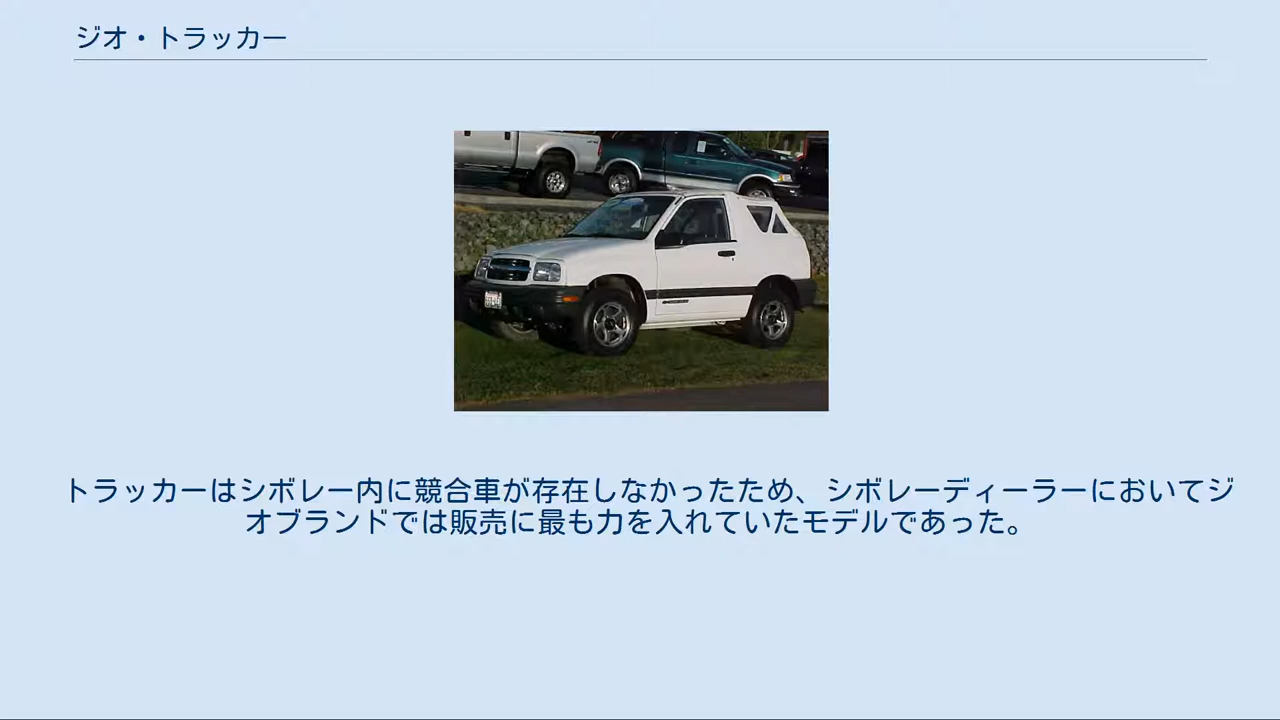 ジオ・トラッカー
トラッカーはシボレー内に競合車が存在しなかったため、シボレーディーラーにおいてジ
オブランドでは販売に最も力を入れていたモデルであった。